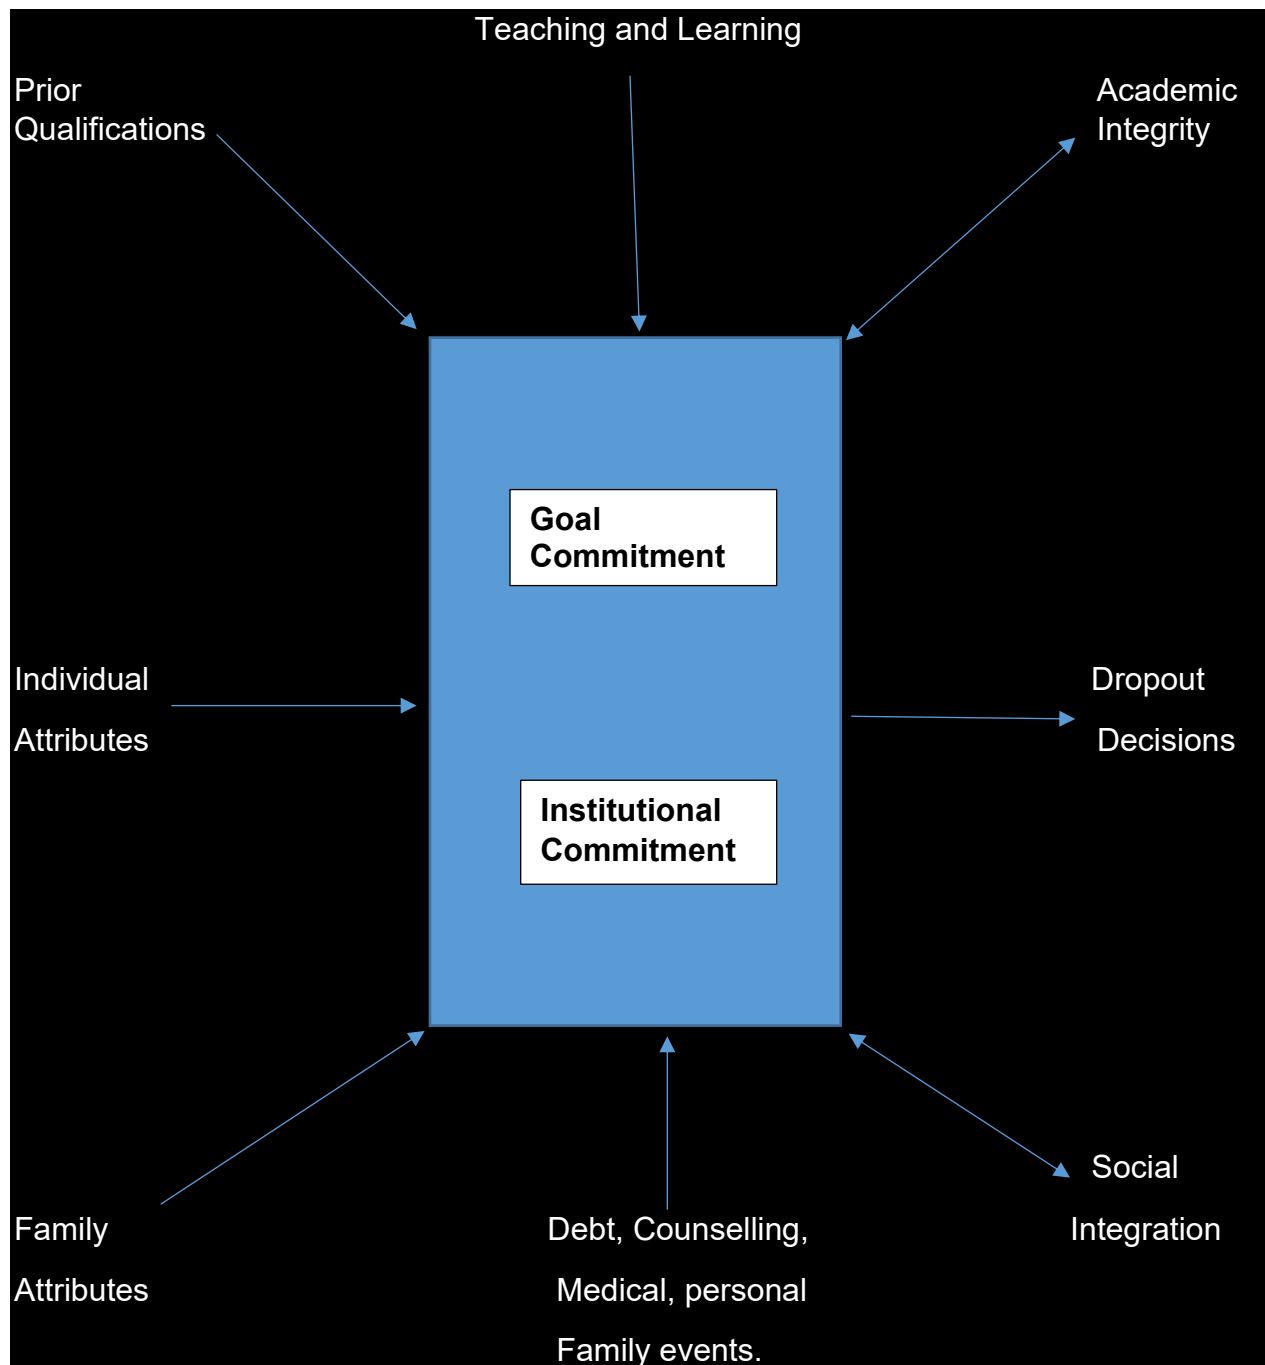 Teaching and Learning
Prior
Qualifications
Academic
Integrity
Goal
Commitment
Individual
Attributes
Dropout
Decisions
Institutional
Commitment
Family
Attributes
Debt, Counselling,
Medical, personal
Family events.
Social
Integration